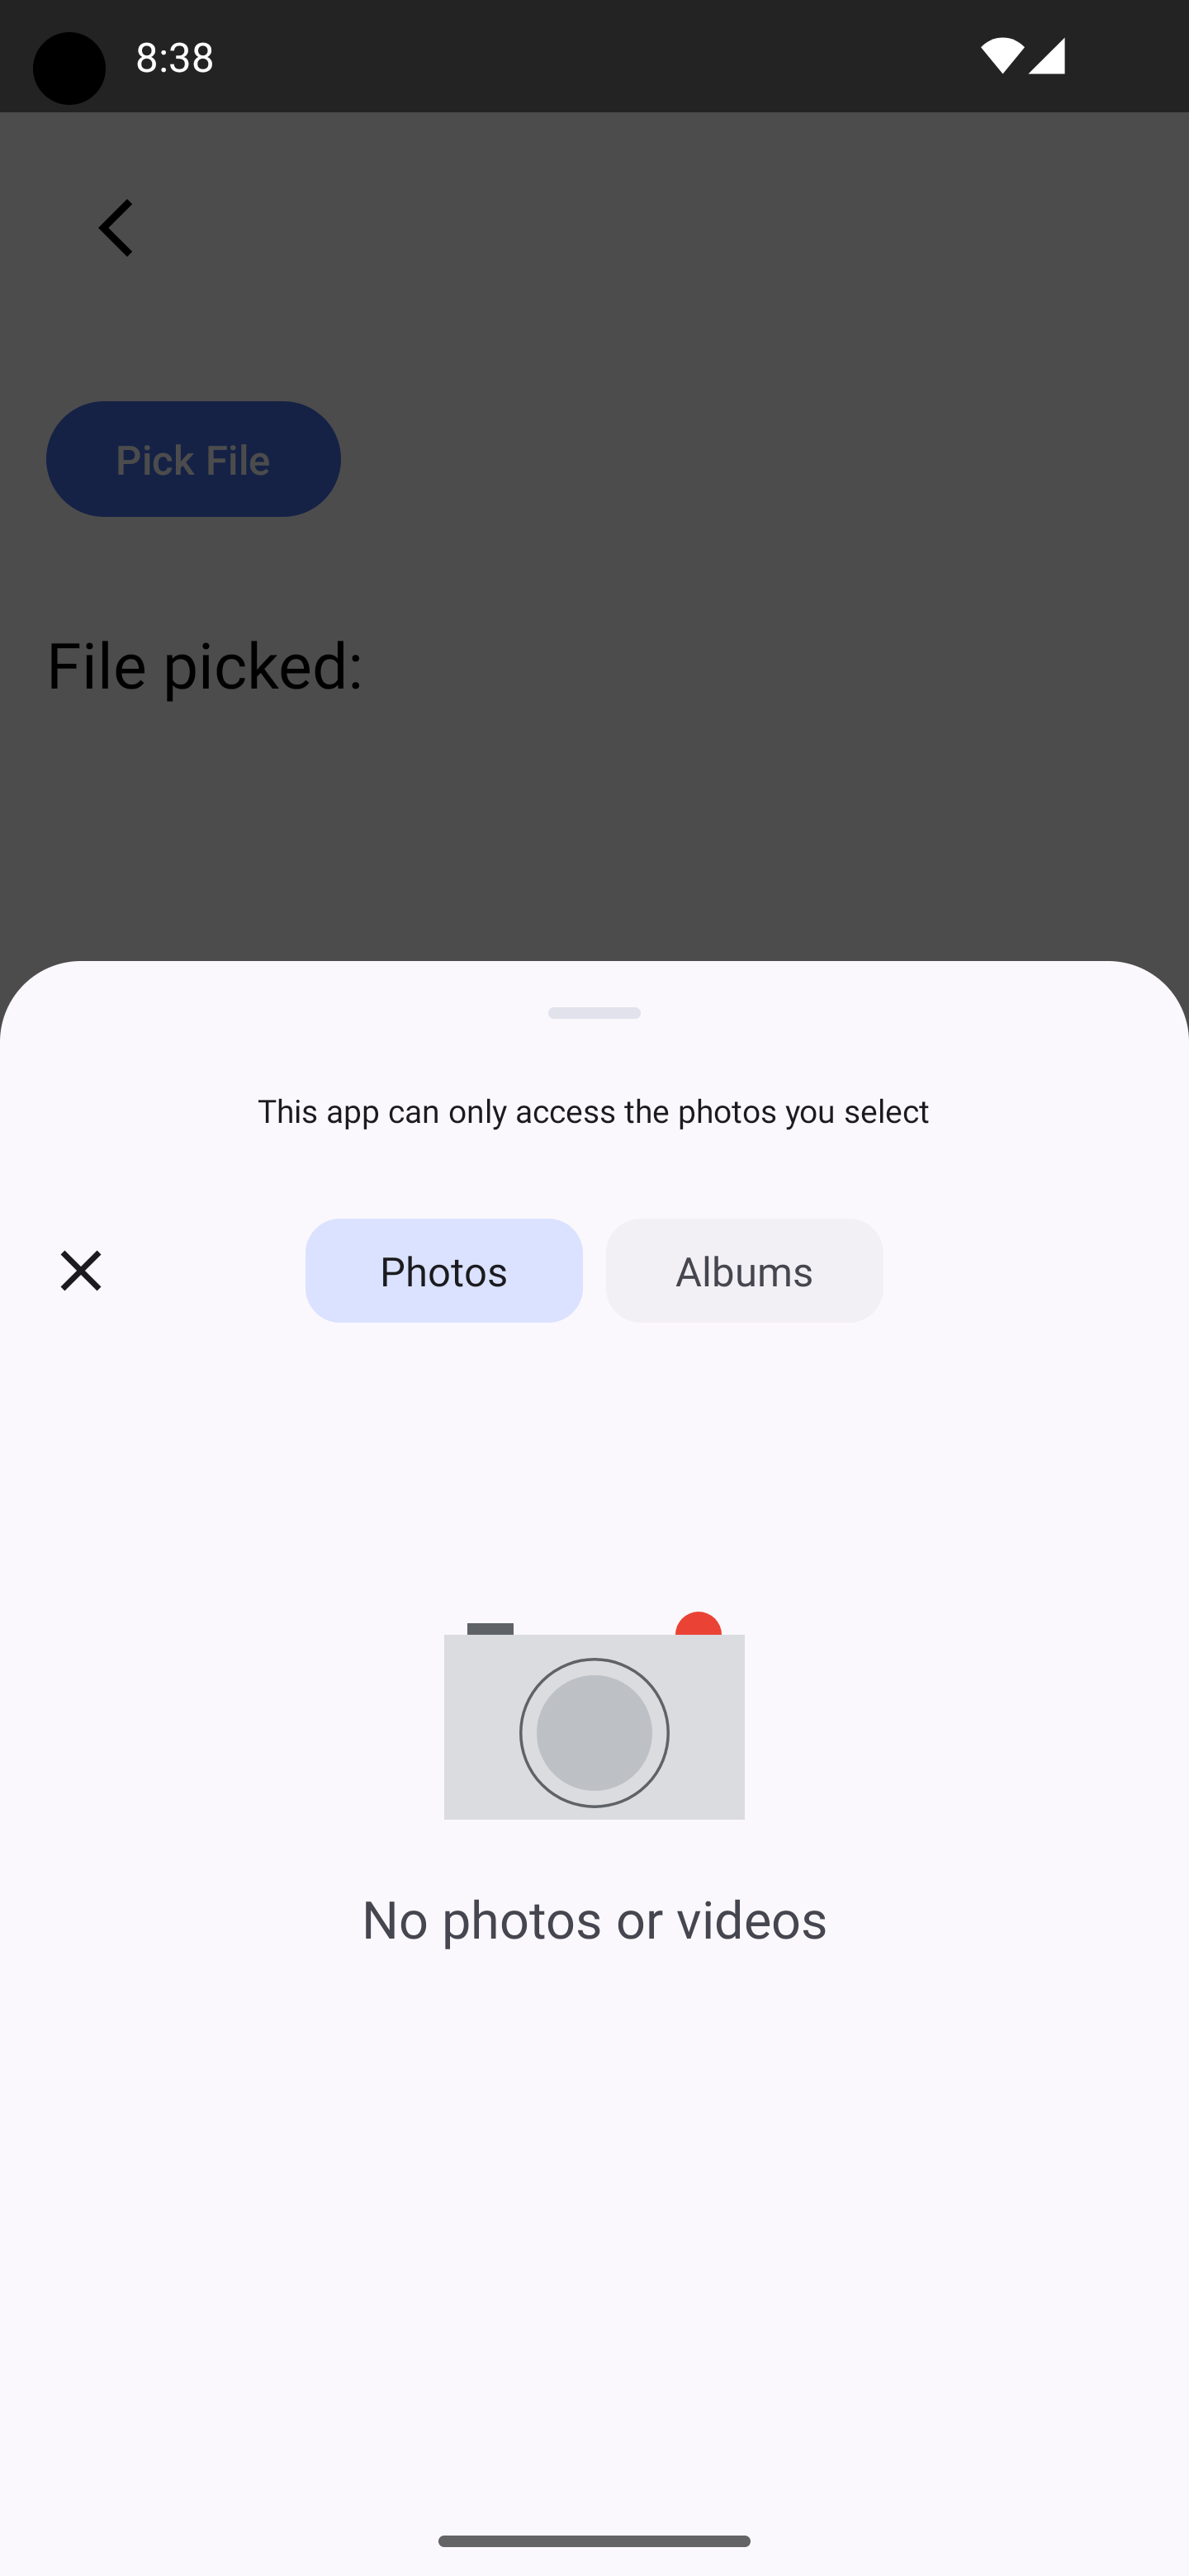 8:38
Pick File
File picked:
This app can only access the photos you select
Photos
Albums
No photos or videos